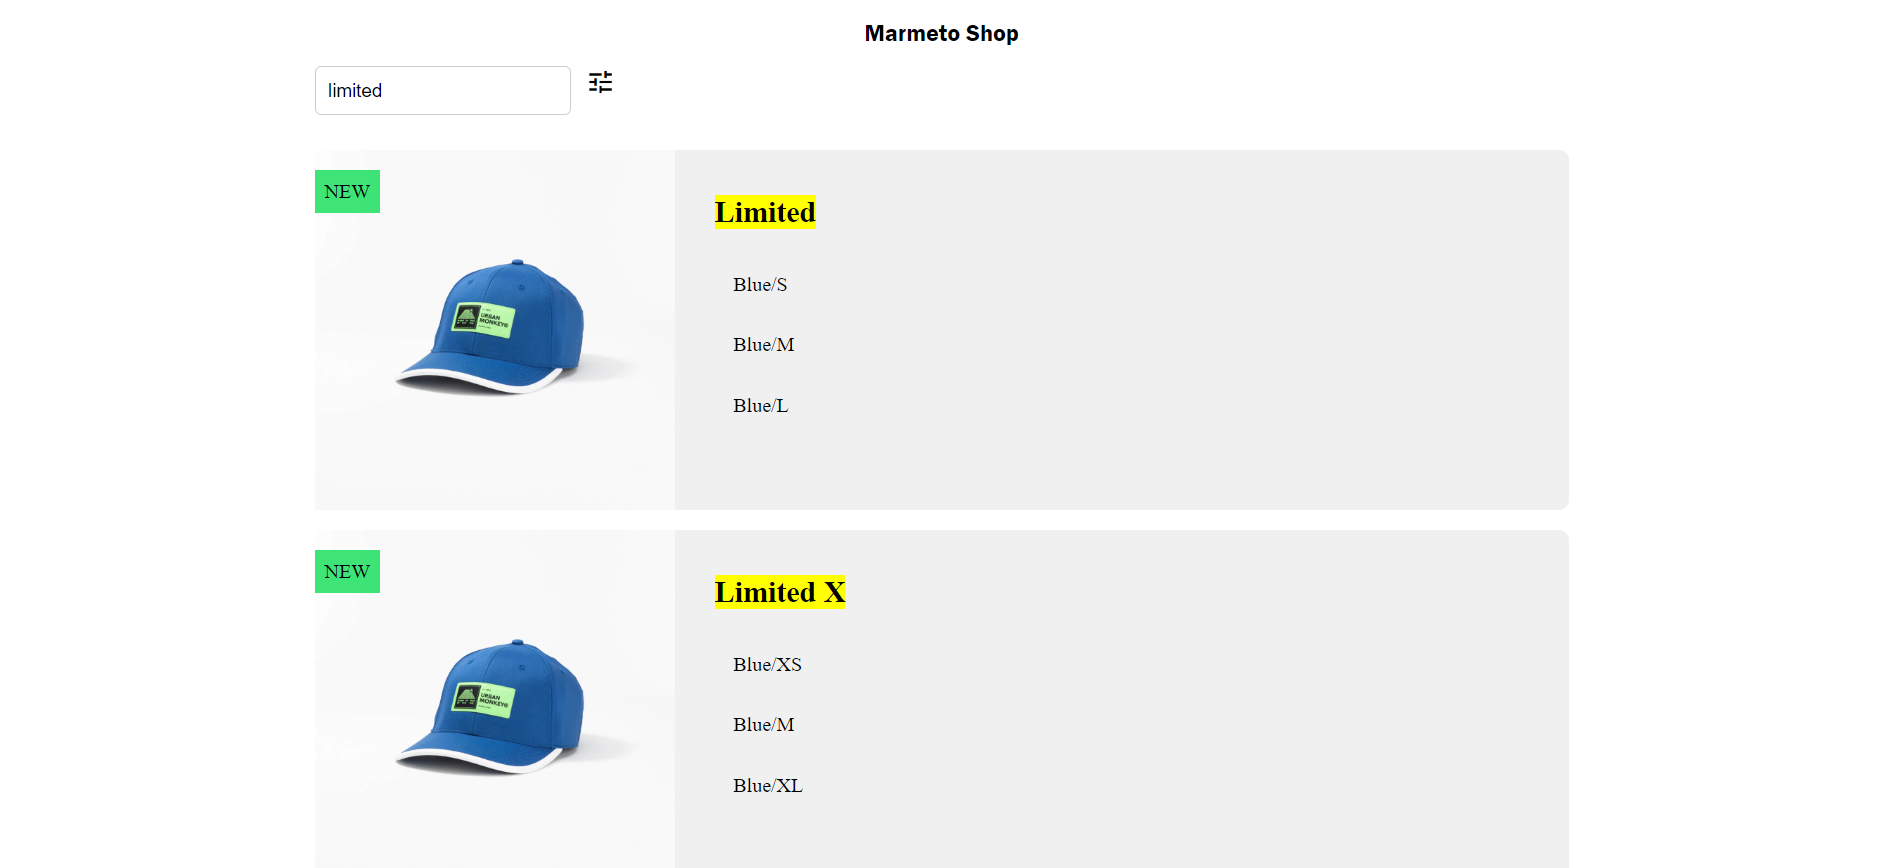 Marmeto Shop
limited
NEW
Limited
Blue/S
URBAN
MONKEY®
Blue/M
Blue/L
NEW
Limited X
Blue/XS
URBAN
MONKEY®
Blue/M
Blue/XL